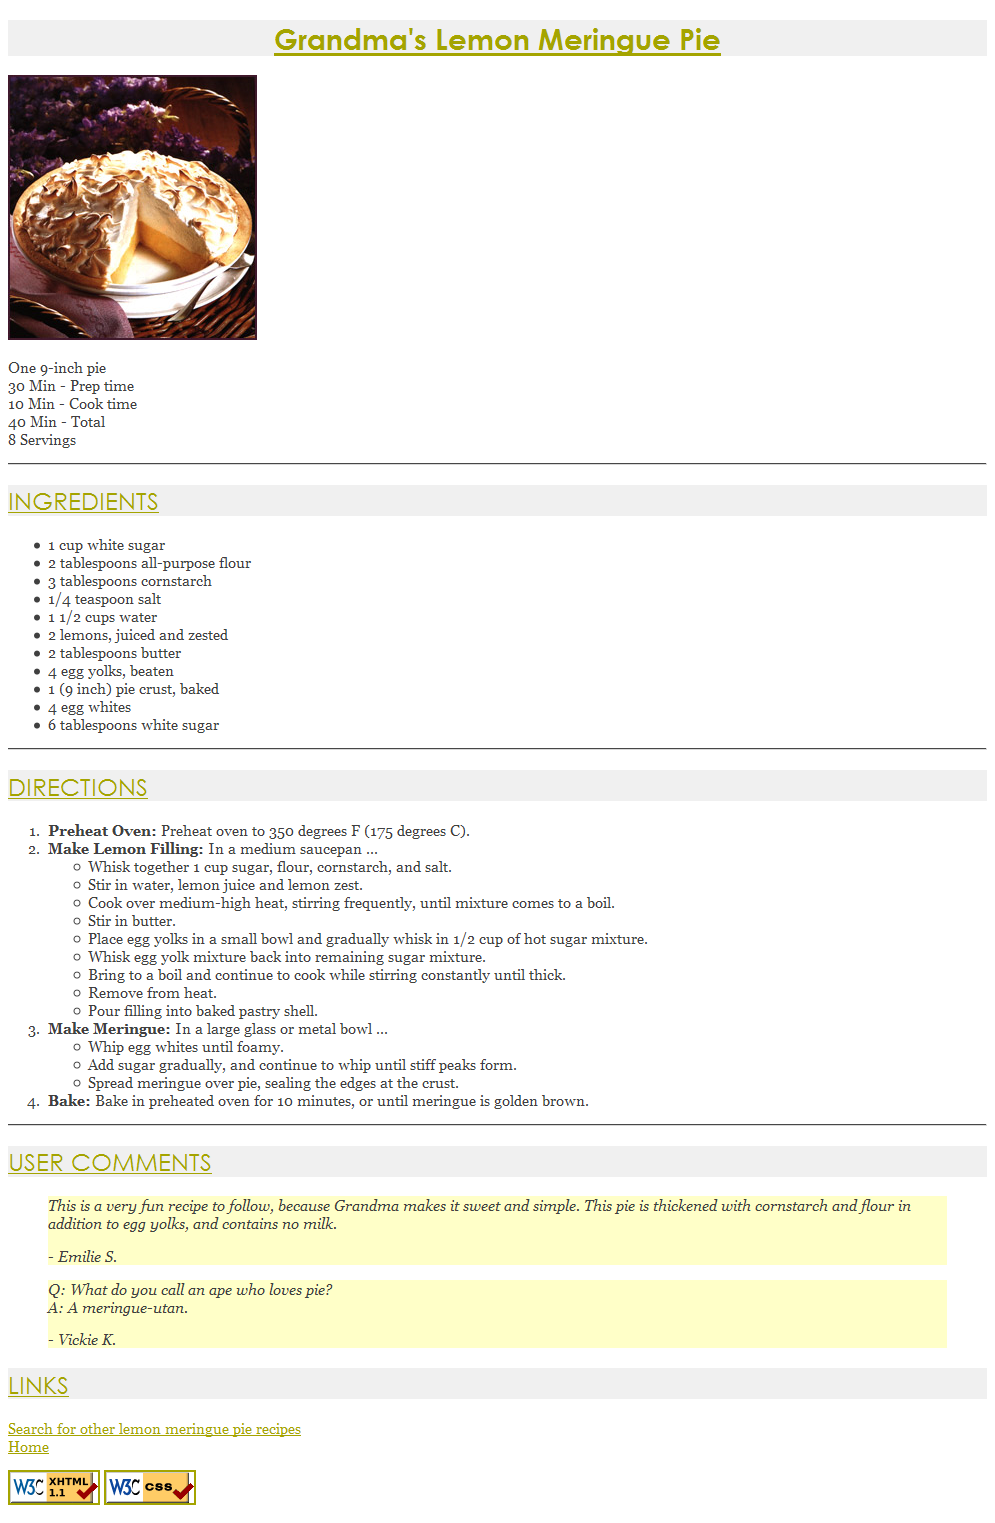 Grandma's Lemon Meringue Pie
One 9-inch pie
30 Min - Prep time
10 Min - Cook time
40 Min - Total
8 Servings
INGREDIENTS
1 cup white sugar
2 tablespoons all-purpose flour
3 tablespoons cornstarch
1/4 teaspoon salt
1 1/2 cups water
2 lemons, juiced and zested
2 tablespoons butter
4 egg yolks, beaten
1 (9 inch) pie crust, baked
4 egg whites
6 tablespoons white sugar
DIRECTIONS
1. Preheat Oven: Preheat oven to 350 degrees F (175 degrees C).
2. Make Lemon Filling: In a medium saucepan ...
Whisk together 1 cup sugar, flour, cornstarch, and salt.
Stir in water, lemon juice and lemon zest.
Cook over medium-high heat, stirring frequently, until mixture comes to a boil.
Stir in butter.
Place egg yolks in a small bowl and gradually whisk in 1/2 cup of hot sugar mixture.
Whisk egg yolk mixture back into remaining sugar mixture.
Bring to a boil and continue to cook while stirring constantly until thick.
Remove from heat.
Pour filling into baked pastry shell.
3. Make Meringue: In a large glass or metal bowl ...
Whip egg whites until foamy.
Add sugar gradually, and continue to whip until stiff peaks form.
Spread meringue over pie, sealing the edges at the crust.
4. Bake: Bake in preheated oven for 10 minutes, or until meringue is golden brown.
USER COMMENTS
This is a very fun recipe to follow, because Grandma makes it sweet and simple. This pie is thickened with cornstarch and flour in
addition to egg yolks, and contains no milk.
- Emilie S.
Q: What do you call an ape who loves pie?
A: A meringue-utan.
- Vickie K.
LINKS
Search for other lemon meringue pie recipes
Home
W3C XHTML 1.1 W3C CSS